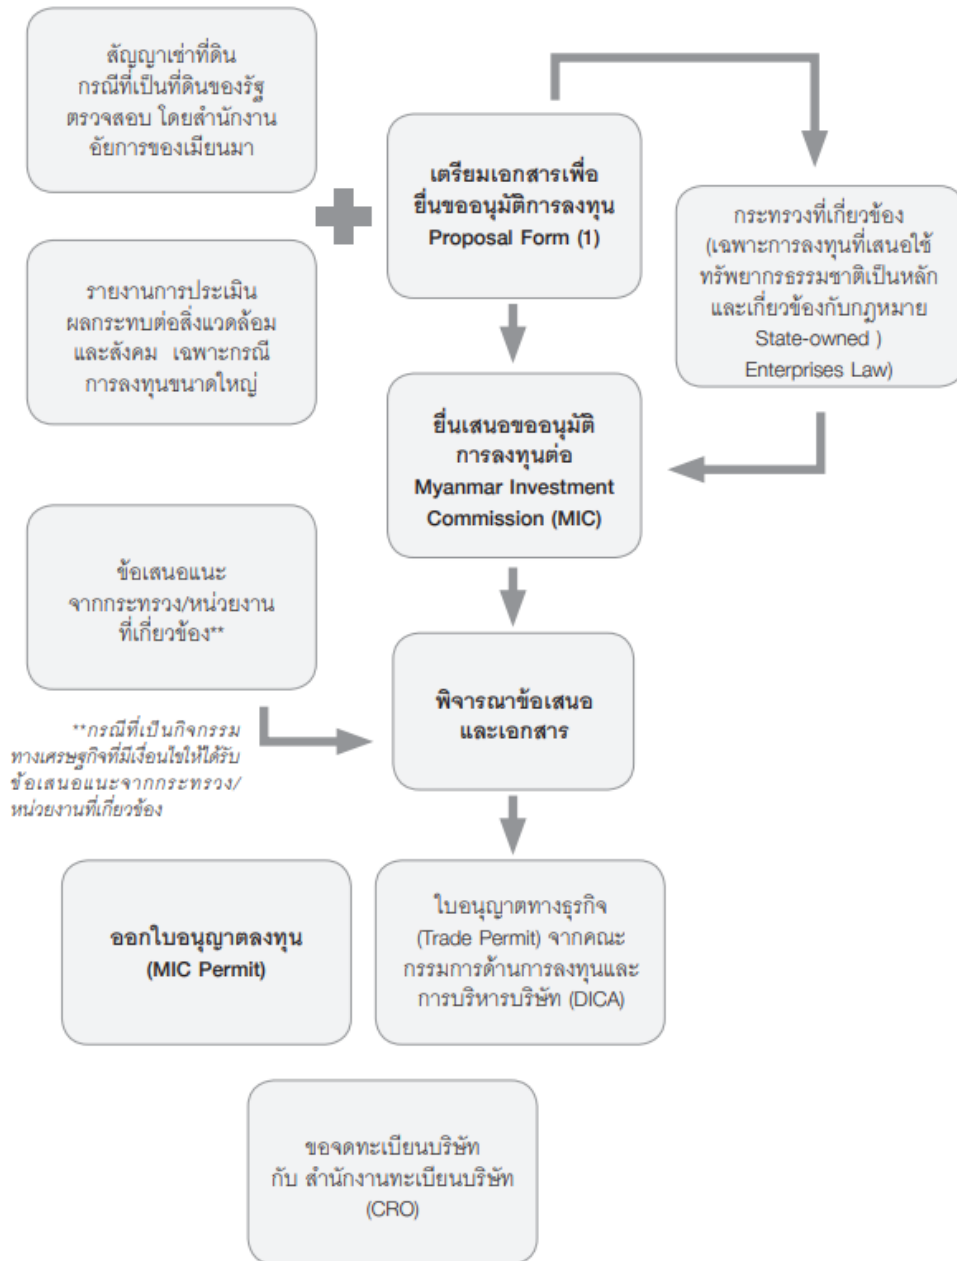 สัญญาเช่าที่ดิน
กรณีที่เป็นที่ดินของรัฐ
ตรวจสอบ โดยสำนักงาน
อัยการของเมียนมา
รายงานการประเมิน
ผลกระทบต่อสิ่งแวดล้อม
และสังคม เฉพาะกรณี
การลงทุนขนาดใหญ่
เตรียมเอกสารเพื่อ
ยื่นขออนุมัติการลงทุน
Proposal Form (1)
กระทรวงที่เกี่ยวข้อง
(เฉพาะการลงทุนที่เสนอใช้
ทรัพยากรธรรมชาติเป็นหลัก
และเกี่ยวข้องกับกฎหมาย
State-owned )
Enterprises Law)
ยื่นเสนอขออนุมัติ
การลงทุนต่อ
Myanmar Investment
Commission (MIC)
ข้อเสนอแนะ
จากกระทรวง/หน่วยงาน
ที่เกี่ยวข้อง**
**กรณีที่เป็นกิจกรรม
ทางเศรษฐกิจที่มีเงื่อนไขให้ได้รับ
ข้อเสนอแนะจากกระทรวง/
หน่วยงานที่เกี่ยวข้อง
พิจารณาข้อเสนอ
และเอกสาร
ออกใบอนุญาตลงทุน
(MIC Permit)
ใบอนุญาตทางธุรกิจ
(Trade Permit) จากคณะ
กรรมการด้านการลงทุนและ
การบริหารบริษัท (DICA)
ขอจดทะเบียนบริษัท
กับ สำนักงานทะเบียนบริษัท
(CRO)